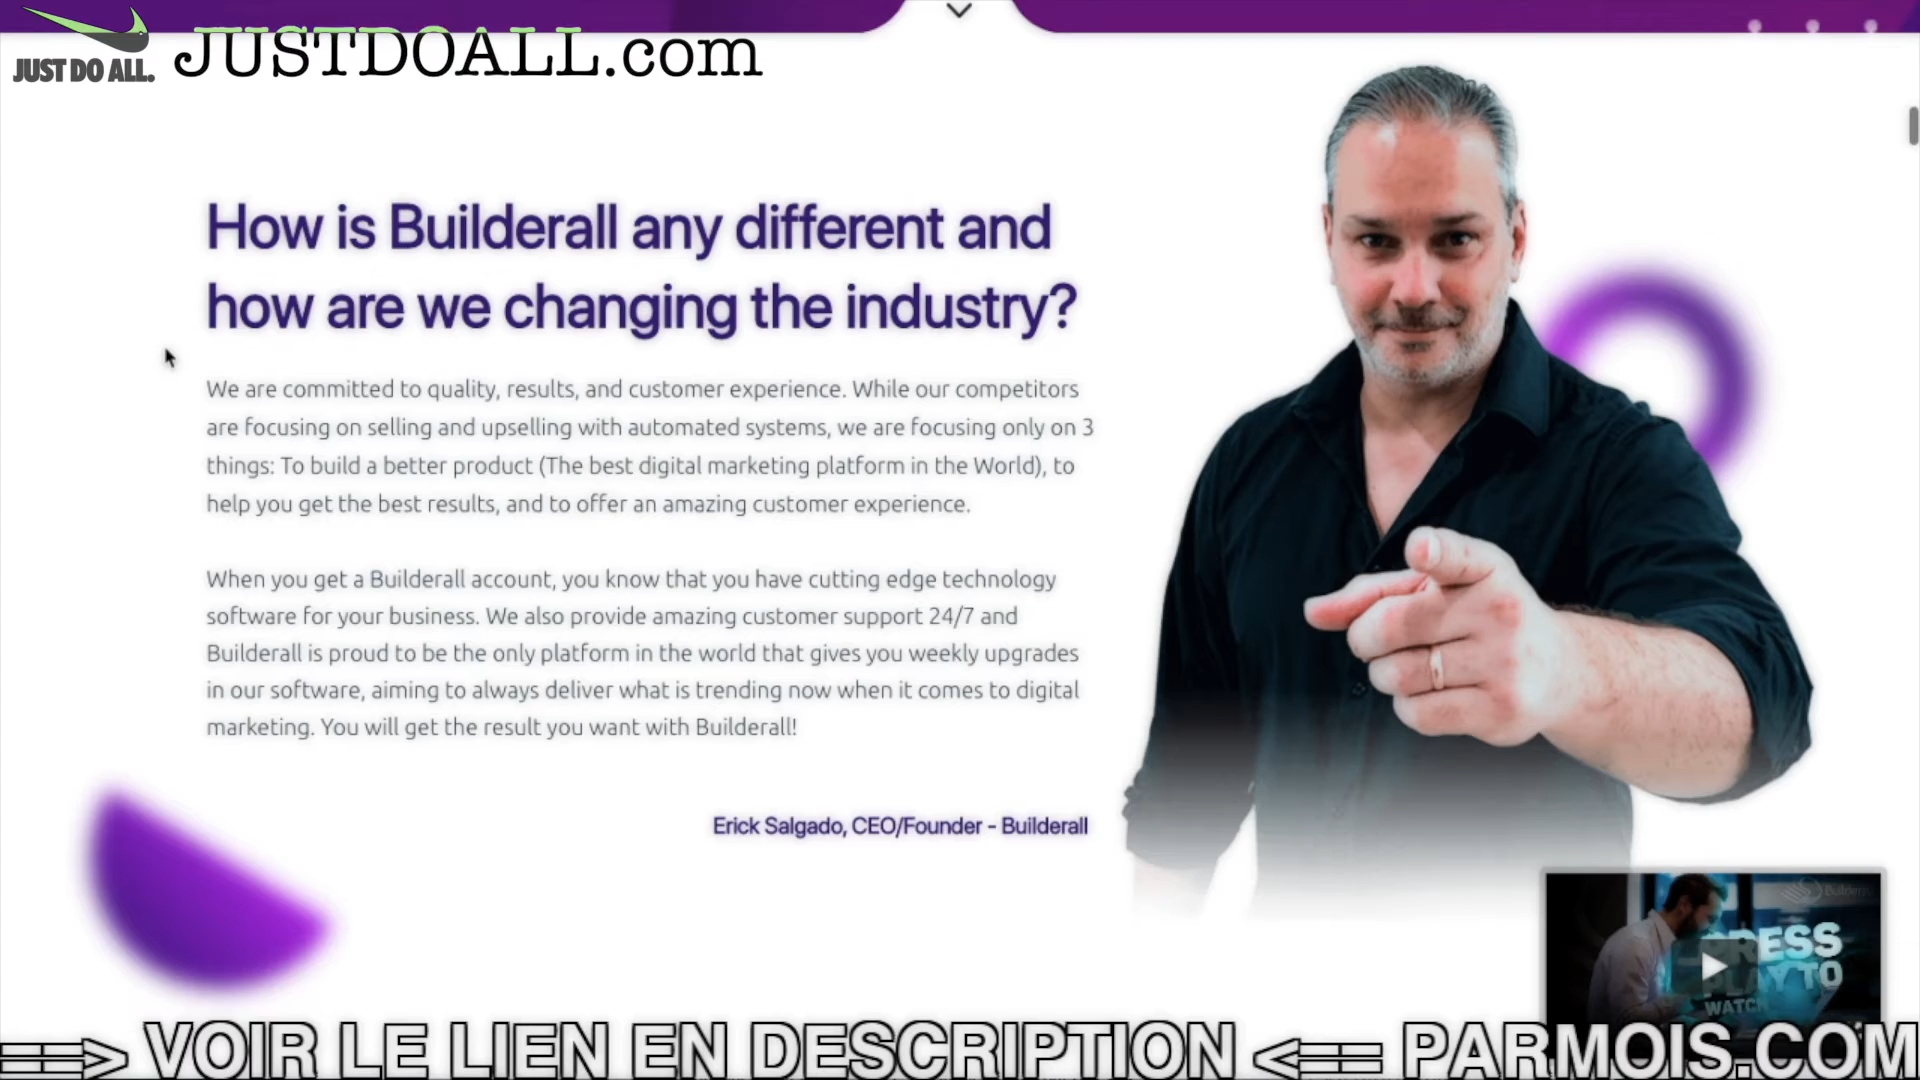 JUST DO ALL.
JUSTDOALL.com
How is Builderall any different and
how are we changing the industry?
We are committed to quality, results, and customer experience. While our competitors
are focusing on selling and upselling with automated systems, we are focusing only on 3
things: To build a better product (The best digital marketing platform in the World), to
help you get the best results, and to offer an amazing customer experience.
When you get a Builderall account, you know that you have cutting edge technology
software for your business. We also provide amazing customer support 24/7 and
Builderall is proud to be the only platform in the world that gives you weekly upgrades
in our software, aiming to always deliver what is trending now when it comes to digital
marketing. You will get the result you want with Builderall!
Erick Salgado, CEO/Founder - Builderall
PRESS
PLAY TO
WATCH
==> VOIR LE LIEN EN DESCRIPTION <== PARMOIS.COM